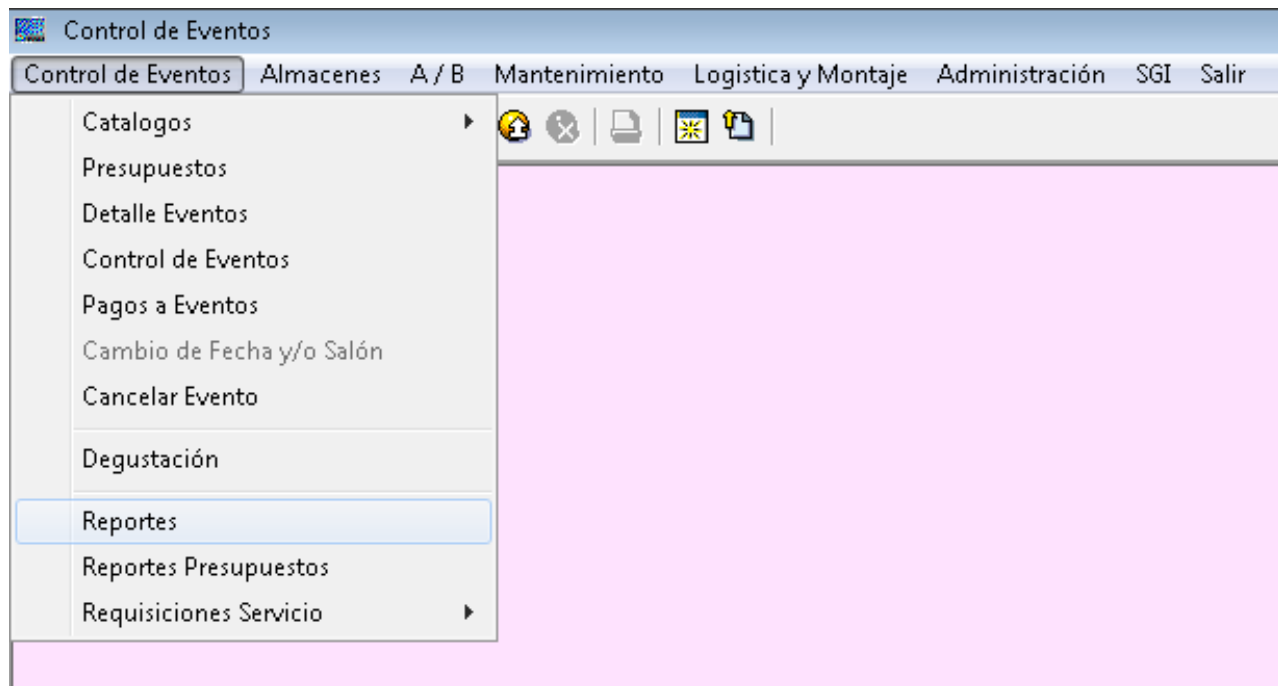 Control de Eventos
Control de Eventos Almacenes A / B Mantenimiento Logistica y Montaje Administración SGI Salir
Catalogos
Presupuestos
Detalle Eventos
Control de Eventos
Pagos a Eventos
Cambio de Fecha y/o Salón
Cancelar Evento
Degustación
Reportes
Reportes Presupuestos
Requisiciones Servicio